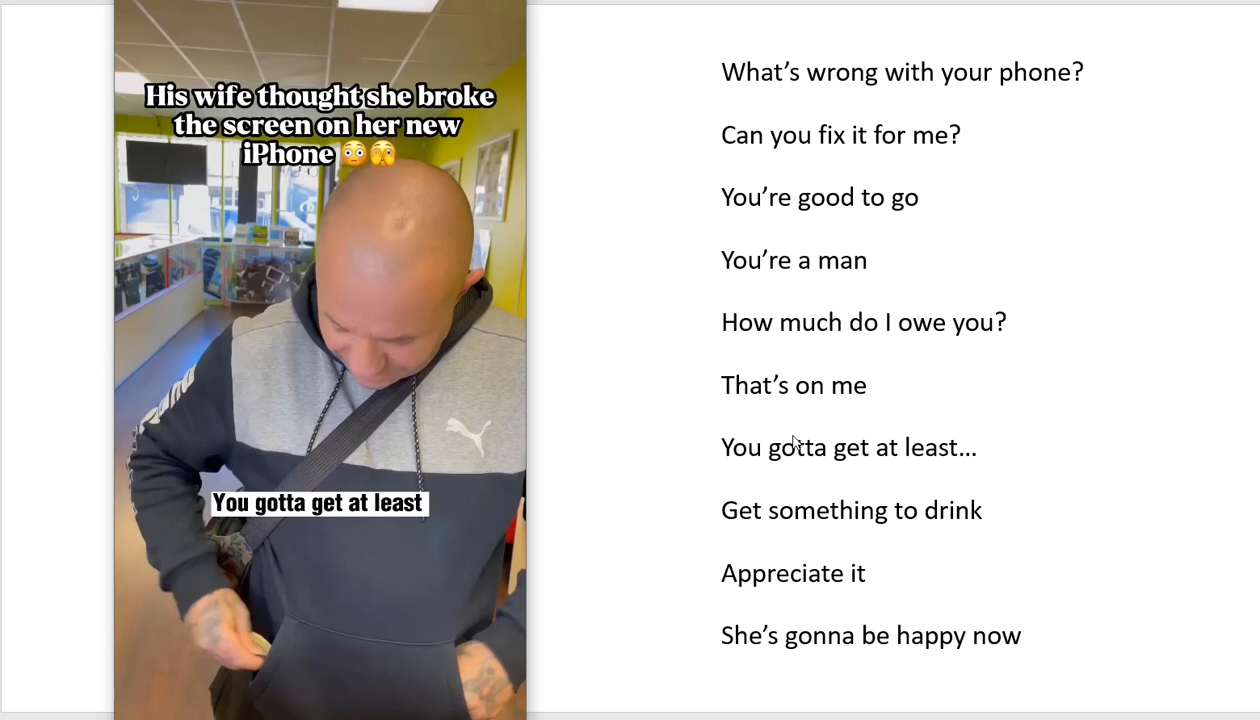 His wife thought she broke
the screen on her new
iPhone 😳🫣
You gotta get at least
What’s wrong with your phone?
Can you fix it for me?
You’re good to go
You’re a man
How much do I owe you?
That’s on me
You gotta get at least…
Get something to drink
Appreciate it
She’s gonna be happy now